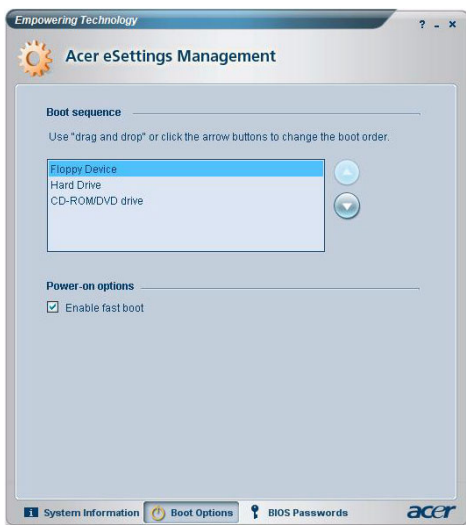 Empowering Technology
? - x
Acer eSettings Management
Boot sequence
Use "drag and drop" or click the arrow buttons to change the boot order.
Floppy Device
Hard Drive
CD-ROM/DVD drive
Power-on options
Enable fast boot
System Information Boot Options BIOS Passwords acer